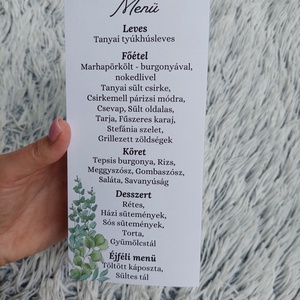 Menü
Leves
Tanyai tyúkhúsleves
Főétel
Marhapörkölt - burgonyával,
nokedlivel
Tanyai sült csirke,
Csirkemell párizsi módra,
Csevap, Sült oldalas,
Tarja, Fűszeres karaj,
Stefánia szelet,
Grillezett zöldségek
Köret
Tepsis burgonya, Rizs,
Meggyszósz, Gombaszósz,
Saláta, Savanyúság
Desszert
Rétes,
Házi sütemények,
Sós sütemények,
Torta,
Gyümölcstál
Éjféli menü
Töltött káposzta,
Sültes tál